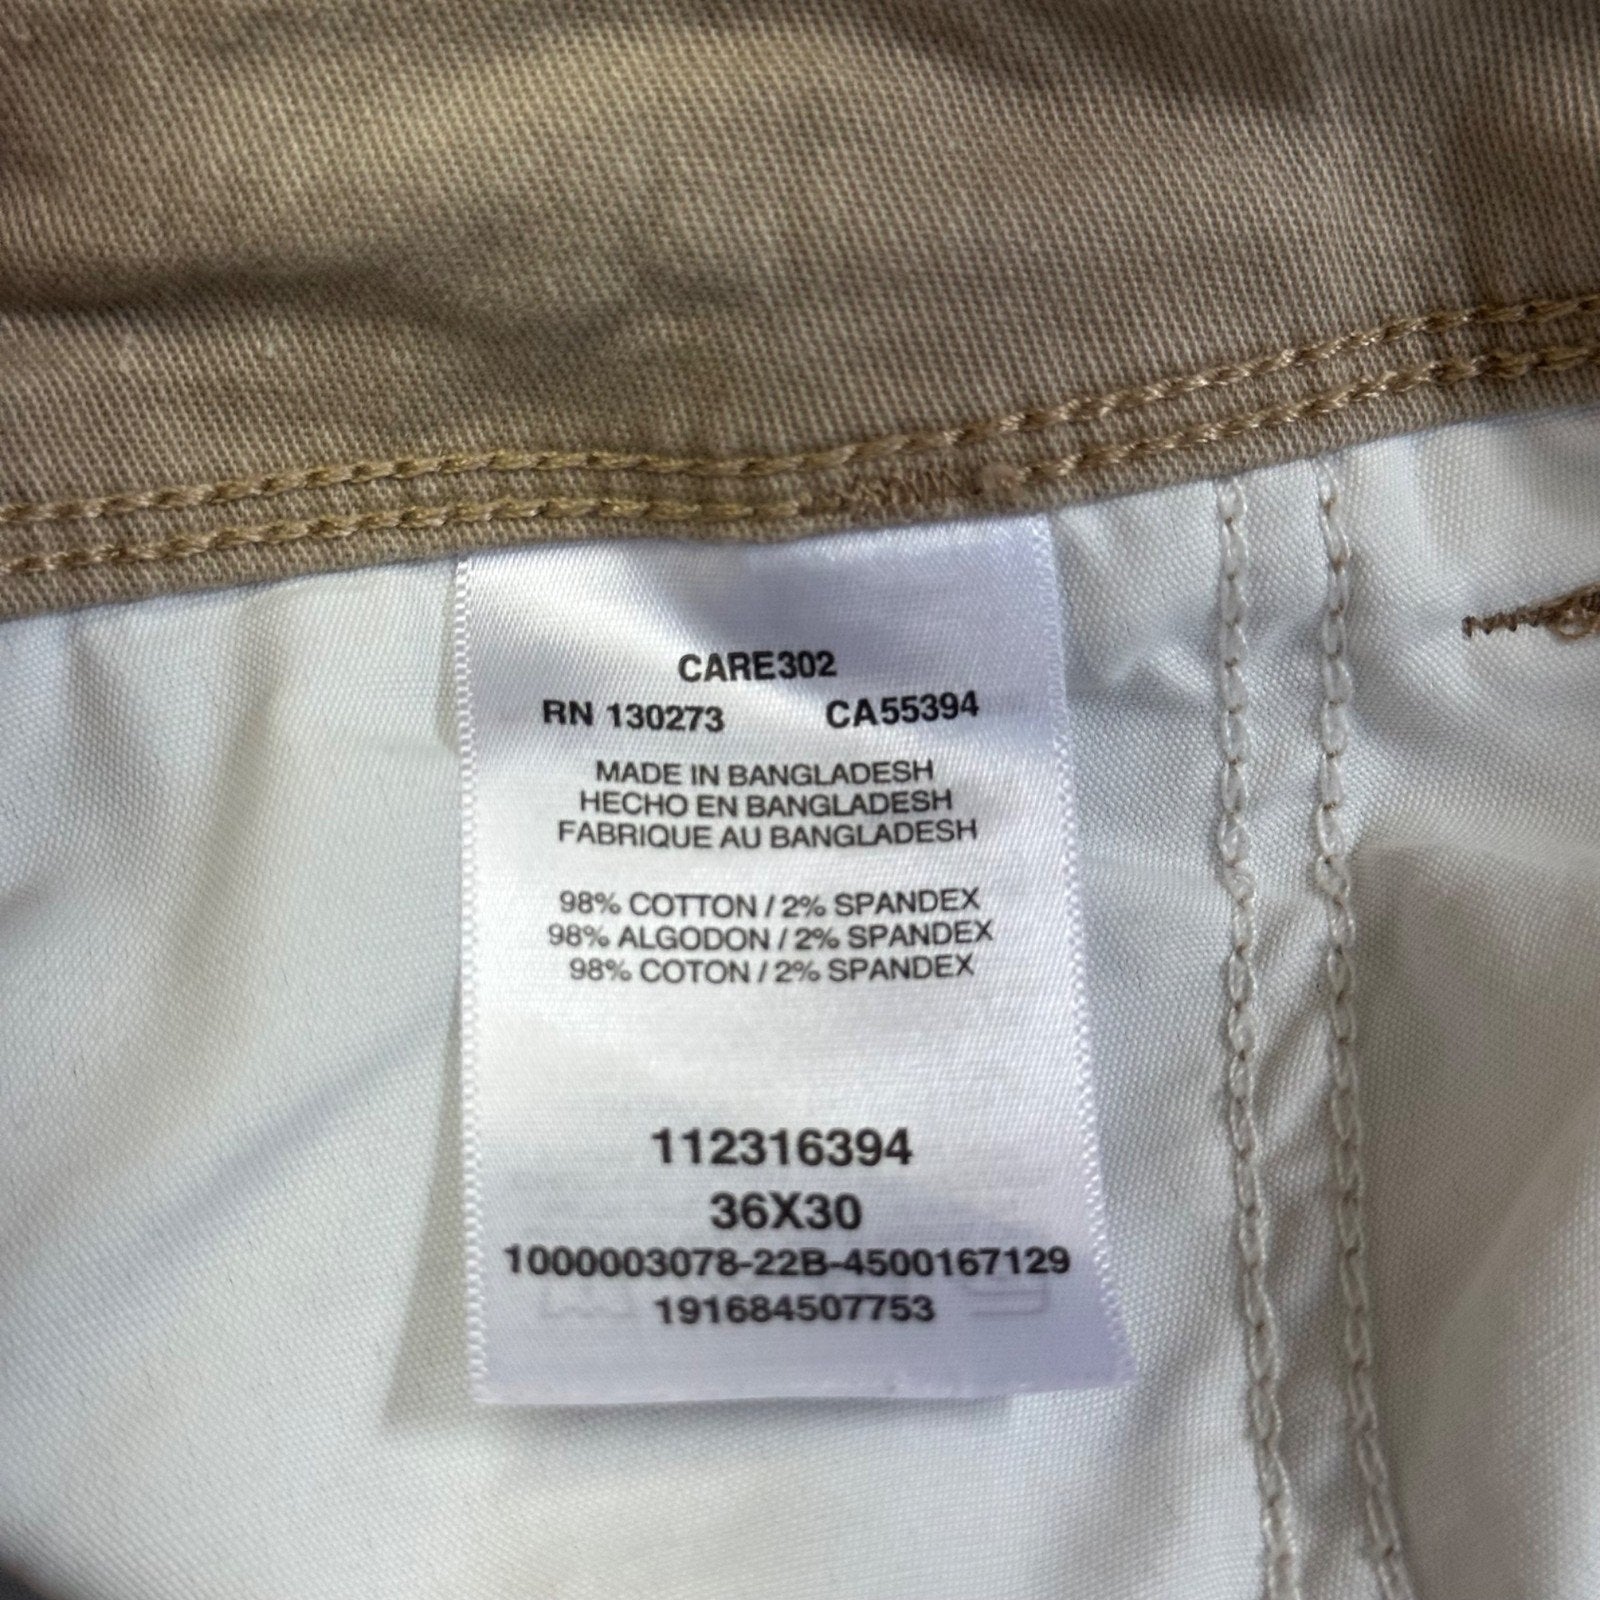 CARE302
RN 130273 CA55394
MADE IN BANGLADESH
HECHO EN BANGLADESH
FABRIQUE AU BANGLADESH
98% COTTON / 2% SPANDEX
98% ALGODON / 2% SPANDEX
98% COTON / 2% SPANDEX
112316394
36X30
1000003078-22B-4500167129
191684507753